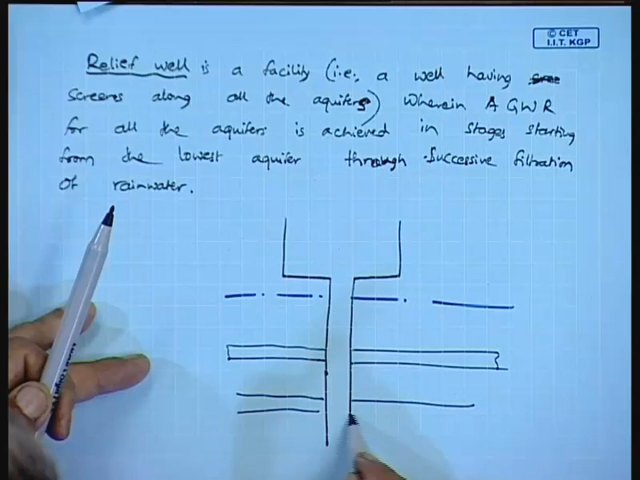 © CET
I.I.T. KGP
Relief well is a facility (i.e., a well having
screens along all the aquifers) wherein AGWR
for all the aquifers is achieved in stages starting
from the lowest aquifer through successive filtration
of rainwater.